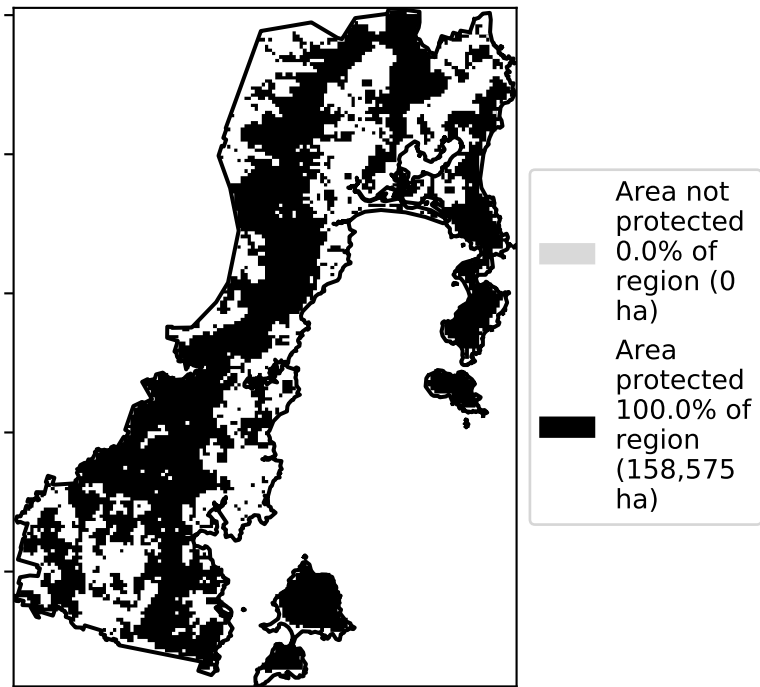 Area not
protected
0.0% of
region (0
ha)
Area
protected
100.0% of
region
(158,575
ha)